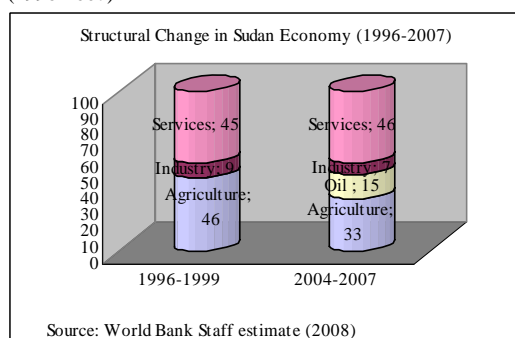 Structural Change in Sudan Economy (1996-2007)
100
90
80
70
60
50
40
30
20
10
0
Services; 45
Industry; 9
Agriculture;
46
Services; 46
Industry; 7
Oil ; 15
Agriculture;
33
1996-1999
2004-2007
Source: World Bank Staff estimate (2008)